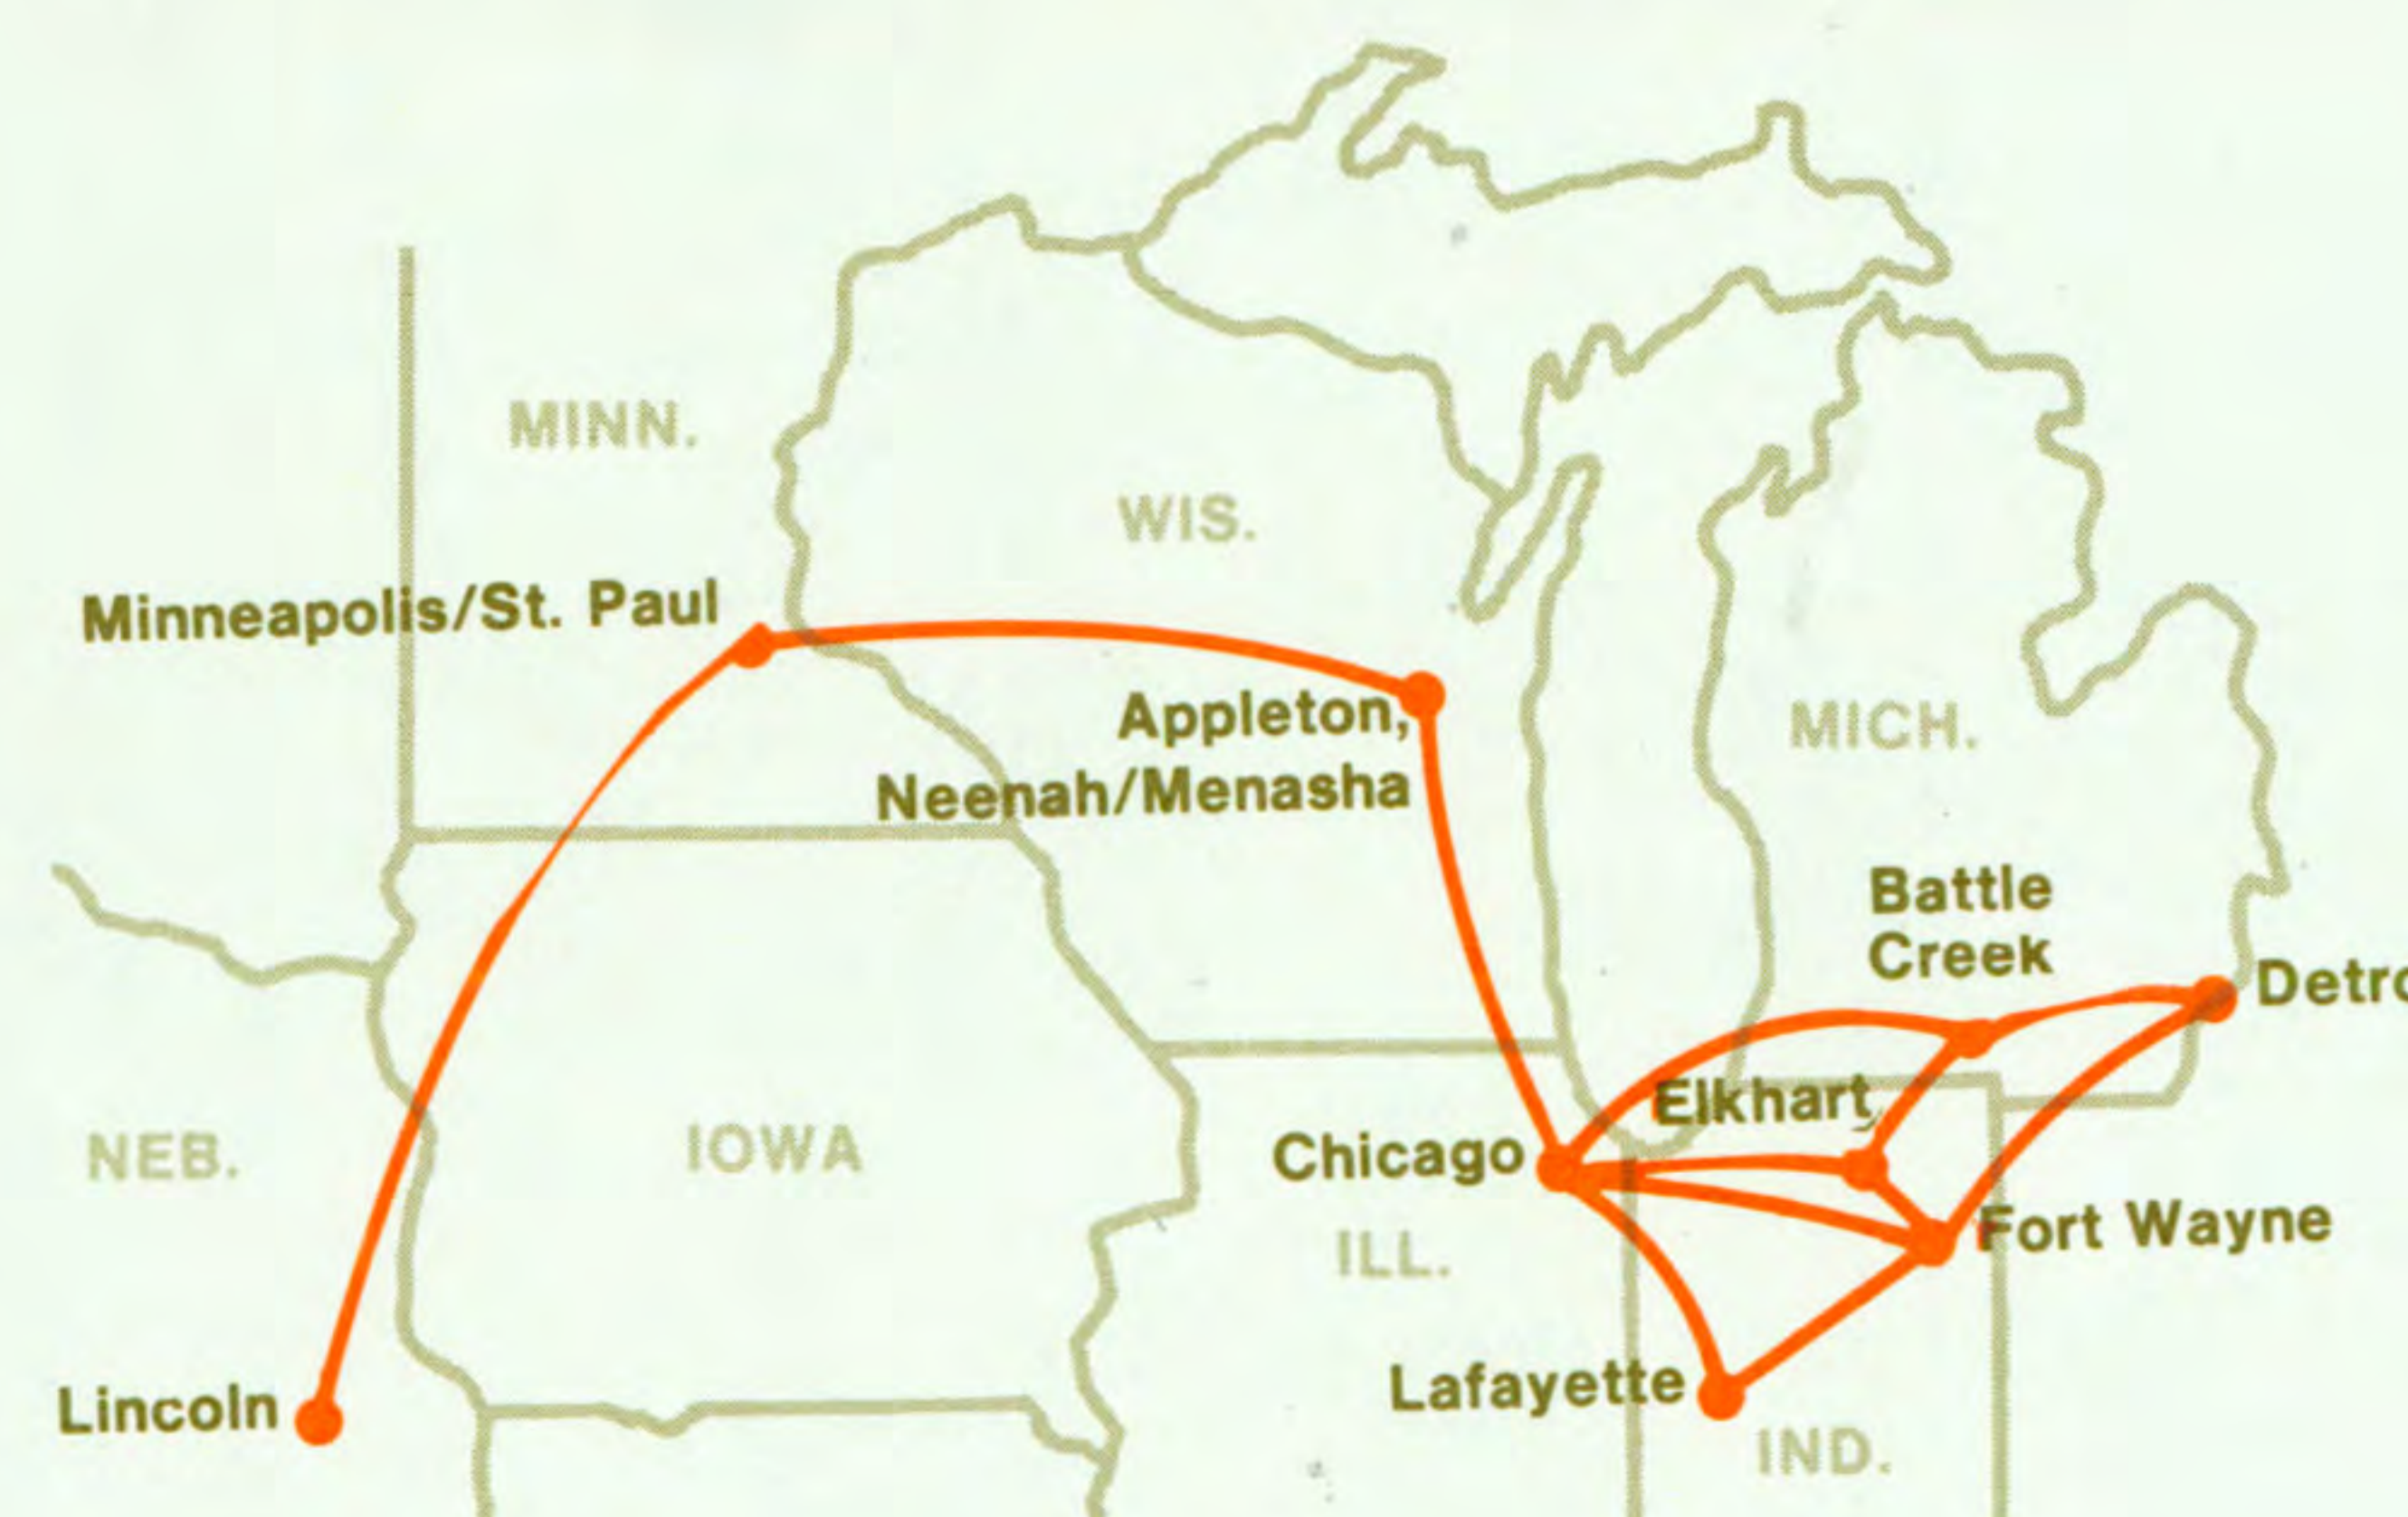 MINN.
WIS.
Minneapolis/St. Paul
Appleton,
Neenah/Menasha
MICH.
Battle
Creek
Elkhart
Chicago
NEB.
IOWA
ILL.
Fort Wayne
Lafayette
Lincoln
IND.